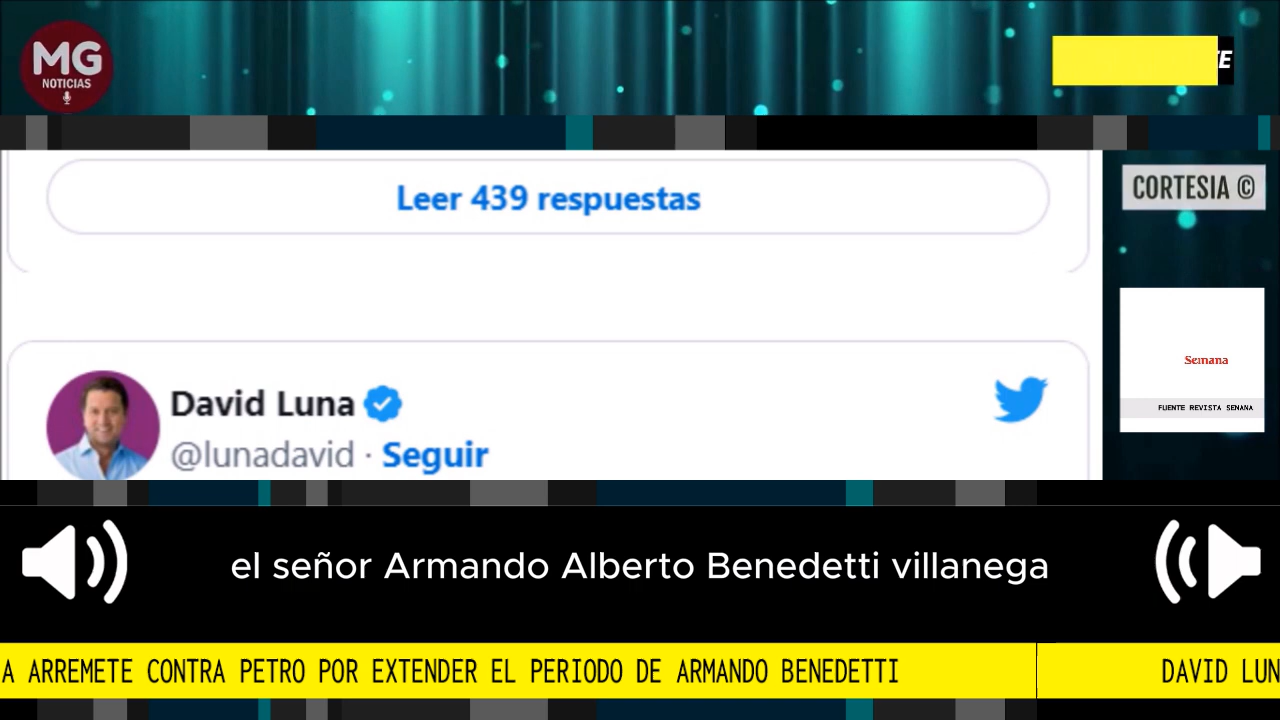 MG
NOTICIAS
E
CORTESIA ©
Leer 439 respuestas
David Luna
@lunadavid · Seguir
Semana
FUENTE REVISTA SEMANA
el señor Armando Alberto Benedetti villanega
A ARREMETE CONTRA PETRO POR EXTENDER EL PERIODO DE ARMANDO BENEDETTI
DAVID LUN